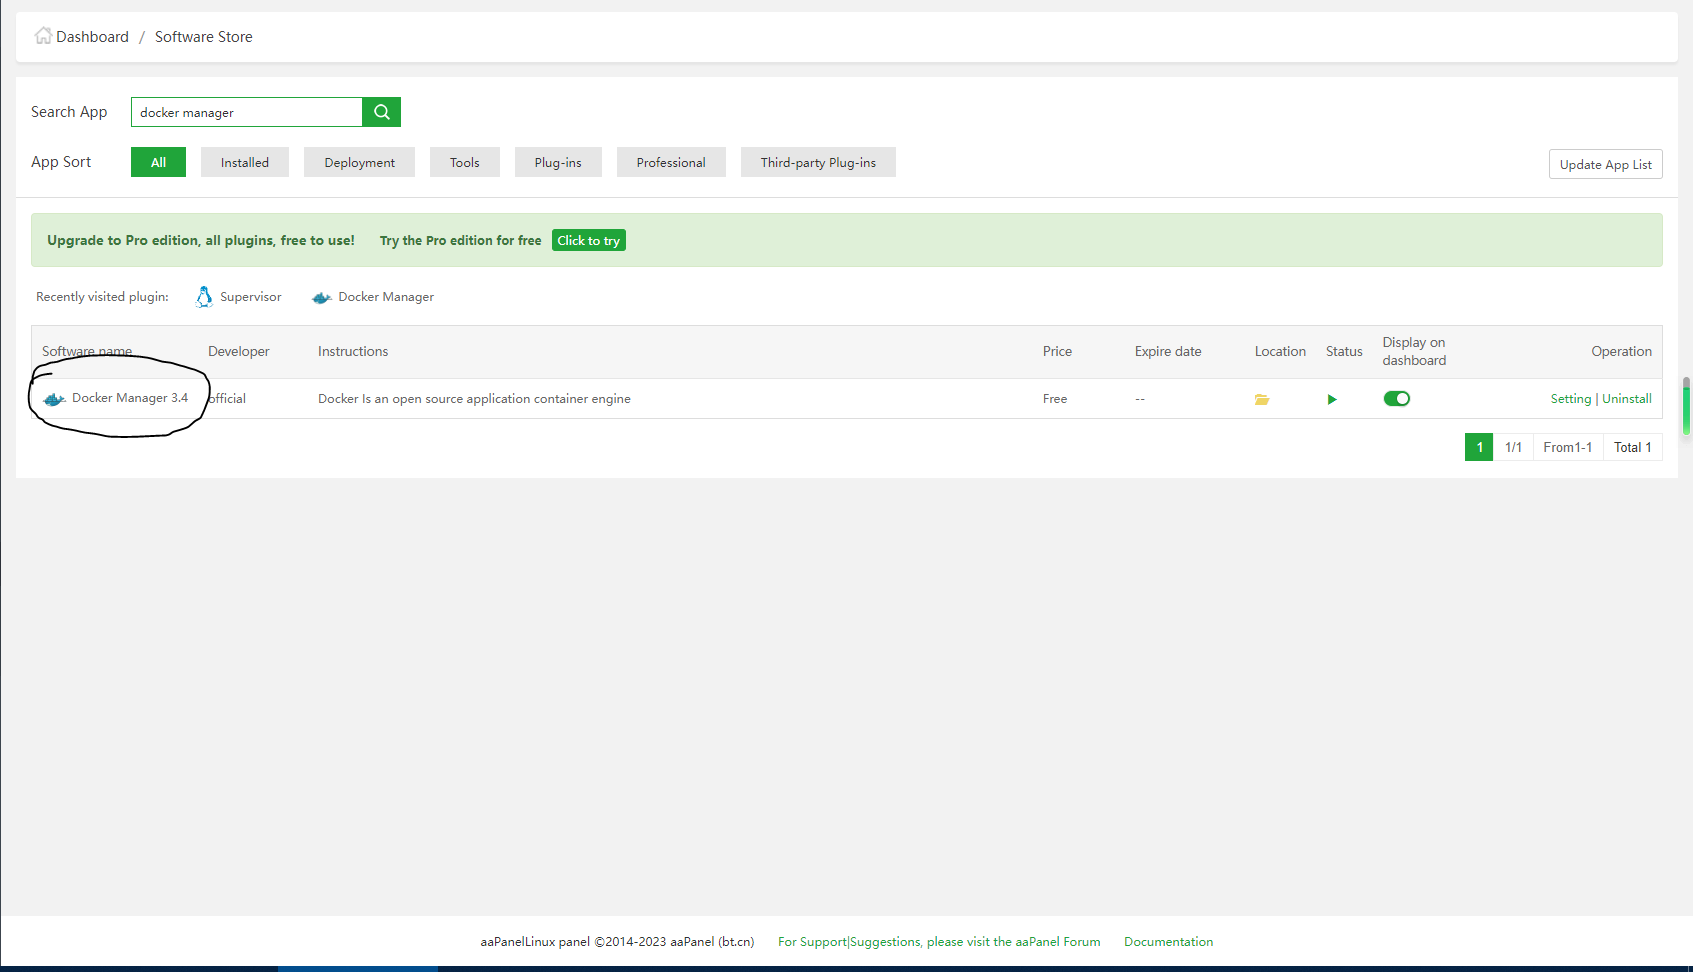 Dashboard / Software Store
Search App docker manager
App Sort All Installed Deployment Tools Plug-ins Professional Third-party Plug-ins Update App List
Upgrade to Pro edition, all plugins, free to use! Try the Pro edition for free Click to try
Recently visited plugin: Supervisor Docker Manager
Software name Developer Instructions Price Expire date Location Status Display on dashboard Operation
Docker Manager 3.4 official Docker Is an open source application container engine Free -- Setting | Uninstall
1 1/1 From1-1 Total 1
aaPanelLinux panel ©2014-2023 aaPanel (bt.cn) For Support|Suggestions, please visit the aaPanel Forum Documentation